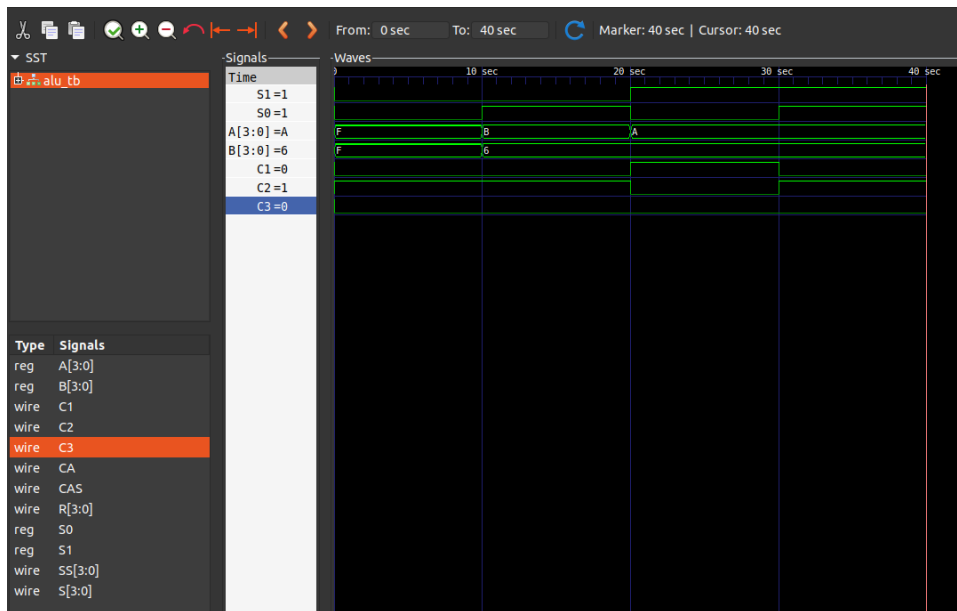 From: 0 sec To: 40 sec Marker: 40 sec | Cursor: 40 sec
SST
alu_tb
Type Signals
reg A[3:0]
reg B[3:0]
wire C1
wire C2
wire C3
wire CA
wire CAS
wire R[3:0]
reg S0
reg S1
wire SS[3:0]
wire S[3:0]
Signals
Time
S1=1
S0=1
A[3:0]=A
B[3:0]=6
C1=0
C2=1
C3=0
Waves
0 10 sec 20 sec 30 sec 40 sec
F B A
F 6